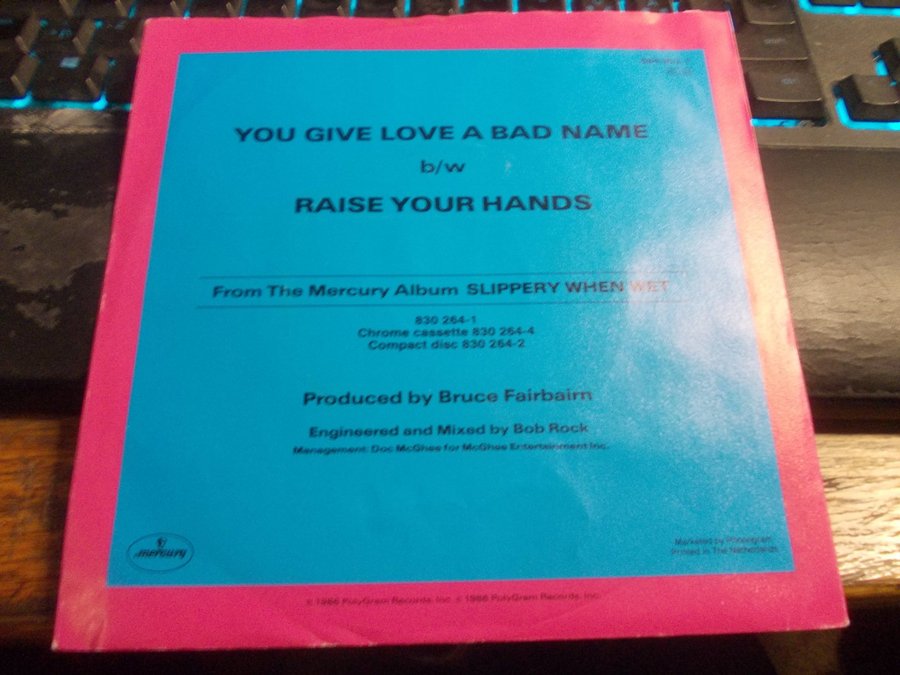 YOU GIVE LOVE A BAD NAME
b/w
RAISE YOUR HANDS
From The Mercury Album SLIPPERY WHEN WET
830 264-1
Chrome cassette 830 264-4
Compact disc 830 264-2
Produced by Bruce Fairbairn
Engineered and Mixed by Bob Rock
Management: Doc McGhee for McGhee Entertainment Inc.
mercury
Marketed by Phonogram
Printed in The Netherlands
℗ 1986 PolyGram Records, Inc. © 1986 PolyGram Records, Inc.